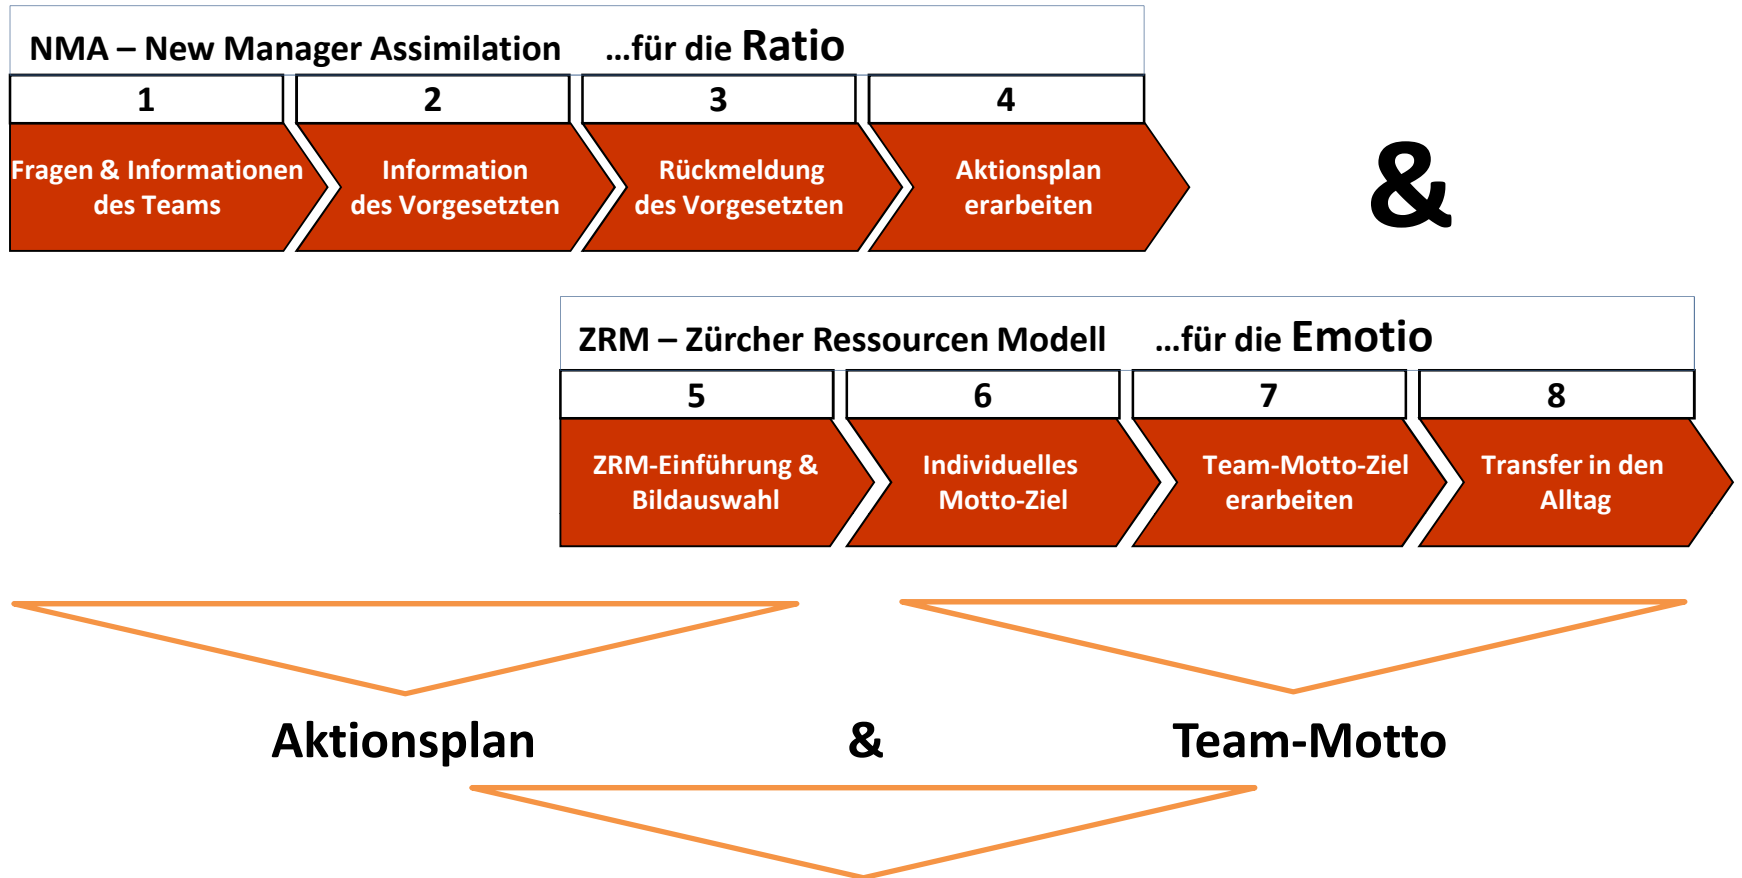 NMA – New Manager Assimilation …für die Ratio
1 2 3 4
Fragen & Informationen
des Teams
Information
des Vorgesetzten
Rückmeldung
des Vorgesetzten
Aktionsplan
erarbeiten
&
ZRM – Zürcher Ressourcen Modell …für die Emotio
5 6 7 8
ZRM-Einführung &
Bildauswahl
Individuelles
Motto-Ziel
Team-Motto-Ziel
erarbeiten
Transfer in den
Alltag
Aktionsplan & Team-Motto